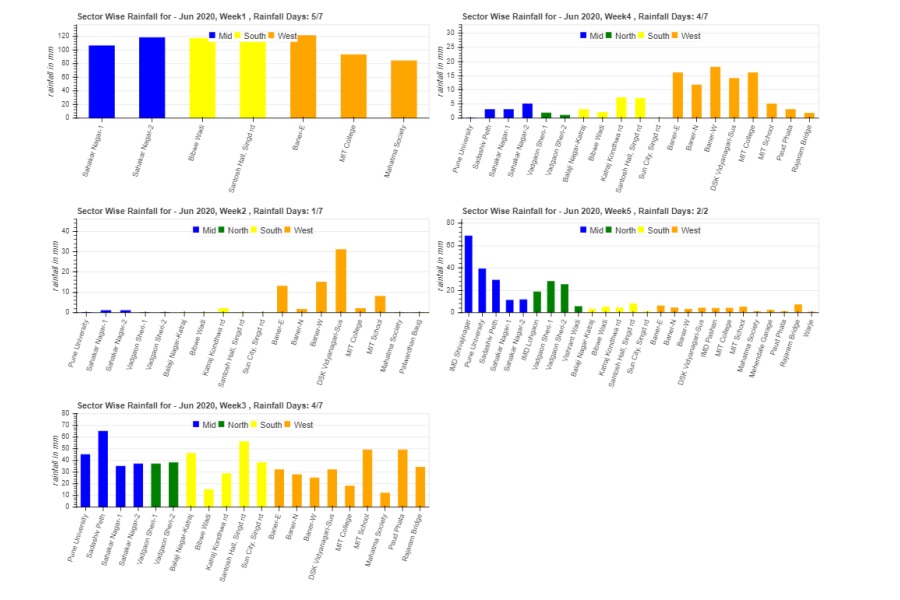 Sector Wise Rainfall for - Jun 2020, Week1 , Rainfall Days: 5/7
Mid South West
rainfall in mm
120
100
80
60
40
20
0
Sahakar Nagar-1
Sahakar Nagar-2
Bibwe Wadi
Santosh Hall, Singd rd
Baner-E
MIT College
Mahatma Society
Sector Wise Rainfall for - Jun 2020, Week4 , Rainfall Days: 4/7
Mid North South West
rainfall in mm
30
25
20
15
10
5
0
Pune University
Sadashiv Peth
Sahakar Nagar-1
Sahakar Nagar-2
Vadgaon Sheri-1
Vadgaon Sheri-2
Balaji Nagar-Katraj
Bibwe Wadi
Katraj Kondhwa rd
Santosh Hall, Singd rd
Sun City, Singd rd
Baner-E
Baner-N
Baner-W
DSK Vidyanagari-Sus
MIT College
MIT School
Paud Phata
Rajaram Bridge
Sector Wise Rainfall for - Jun 2020, Week2 , Rainfall Days: 1/7
Mid North South West
rainfall in mm
40
30
20
10
0
Pune University
Sahakar Nagar-1
Sahakar Nagar-2
Vadgaon Sheri-1
Vadgaon Sheri-2
Balaji Nagar-Katraj
Bibwe Wadi
Katraj Kondhwa rd
Santosh Hall, Singd rd
Sun City, Singd rd
Baner-E
Baner-N
Baner-W
DSK Vidyanagari-Sus
MIT College
MIT School
Mahatma Society
Patwardhan Baug
Sector Wise Rainfall for - Jun 2020, Week5 , Rainfall Days: 2/2
Mid North South West
rainfall in mm
80
60
40
20
0
IMD Shivajinagar
Pune University
Sadashiv Peth
Sahakar Nagar-1
Sahakar Nagar-2
IMD Lohgaon
Vadgaon Sheri-1
Vadgaon Sheri-2
Vishrant Wadi
Balaji Nagar-Katraj
Bibwe Wadi
Katraj Kondhwa rd
Santosh Hall, Singd rd
Sun City, Singd rd
Baner-E
Baner-N
Baner-W
DSK Vidyanagari-Sus
IMD Pashan
MIT College
MIT School
Mahatma Society
Mehendale Garage
Paud Phata
Rajaram Bridge
Warje
Sector Wise Rainfall for - Jun 2020, Week3 , Rainfall Days: 4/7
Mid North South West
rainfall in mm
80
70
60
50
40
30
20
10
0
Pune University
Sadashiv Peth
Sahakar Nagar-1
Sahakar Nagar-2
Vadgaon Sheri-1
Vadgaon Sheri-2
Balaji Nagar-Katraj
Bibwe Wadi
Katraj Kondhwa rd
Santosh Hall, Singd rd
Sun City, Singd rd
Baner-E
Baner-N
Baner-W
DSK Vidyanagari-Sus
MIT College
MIT School
Mahatma Society
Paud Phata
Rajaram Bridge